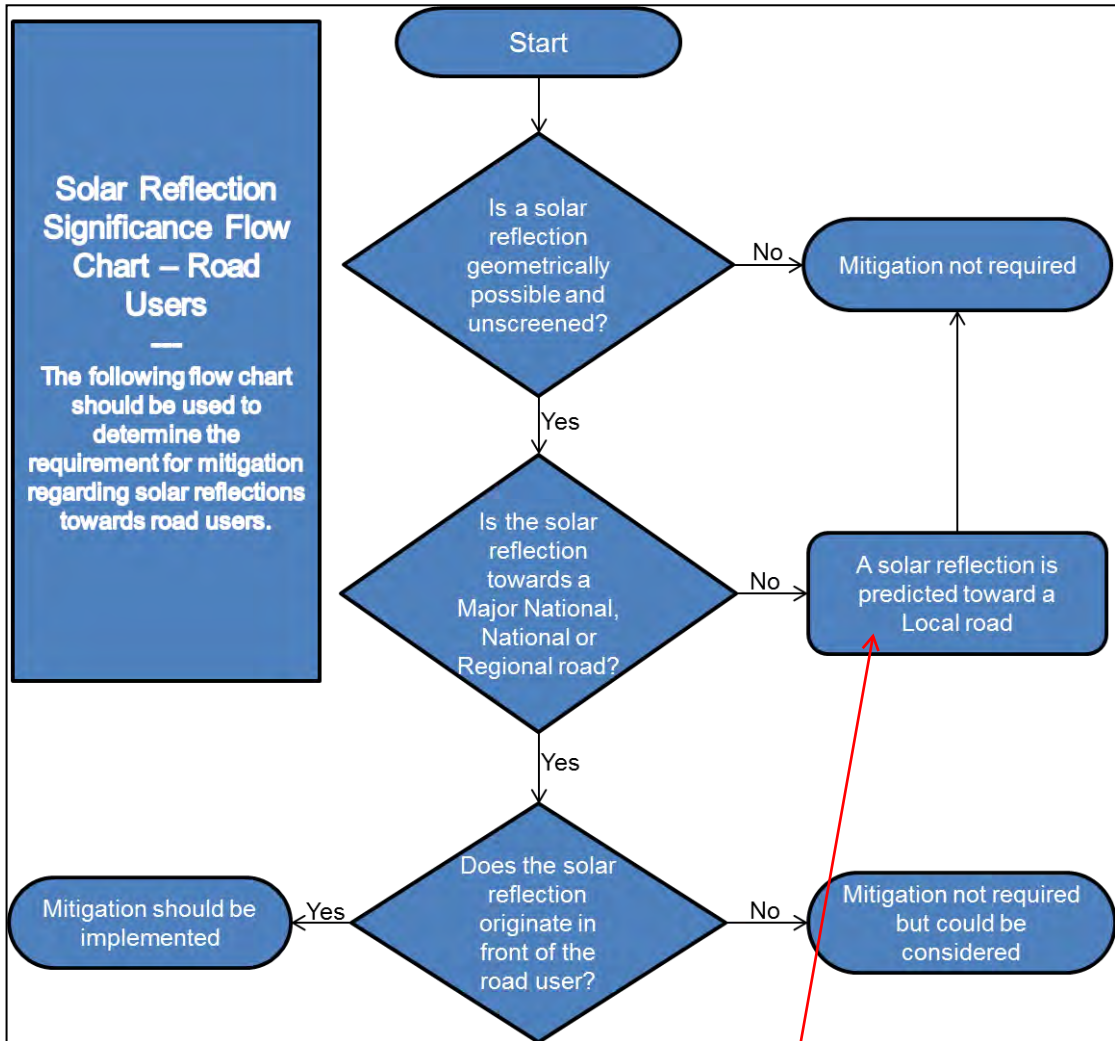 Solar Reflection
Significance Flow
Chart – Road
Users
—
The following flow chart
should be used to
determine the
requirement for mitigation
regarding solar reflections
towards road users.
Start
Is a solar
reflection
geometrically
possible and
unscreened?
No
Mitigation not required
Yes
Is the solar
reflection
towards a
Major National,
National or
Regional road?
No
A solar reflection is
predicted toward a
Local road
Yes
Does the solar
reflection
originate in
front of the
road user?
Yes
Mitigation should be
implemented
No
Mitigation not required
but could be
considered